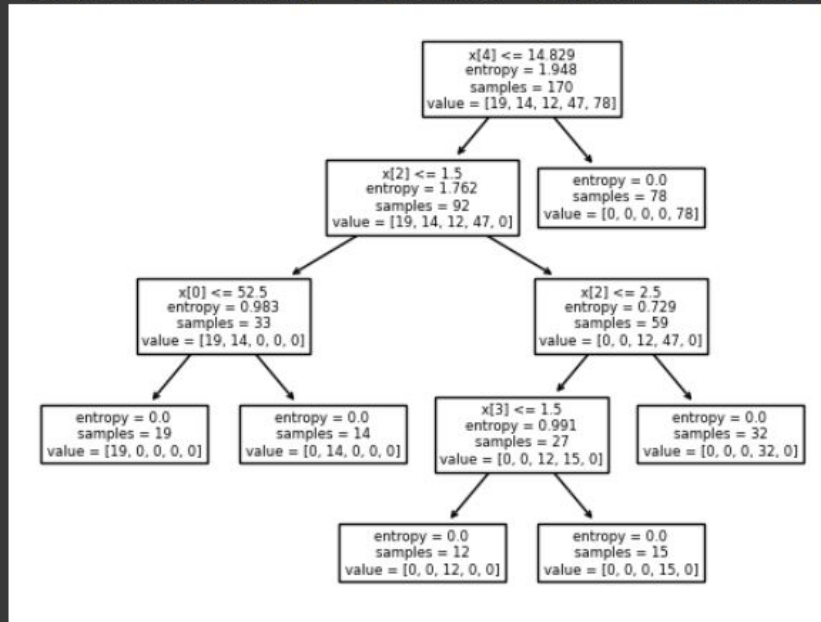 x[4] <= 14.829
entropy = 1.948
samples = 170
value = [19, 14, 12, 47, 78]
x[2] <= 1.5
entropy = 1.762
samples = 92
value = [19, 14, 12, 47, 0]
entropy = 0.0
samples = 78
value = [0, 0, 0, 0, 78]
x[0] <= 52.5
entropy = 0.983
samples = 33
value = [19, 14, 0, 0, 0]
x[2] <= 2.5
entropy = 0.729
samples = 59
value = [0, 0, 12, 47, 0]
entropy = 0.0
samples = 19
value = [19, 0, 0, 0, 0]
entropy = 0.0
samples = 14
value = [0, 14, 0, 0, 0]
x[3] <= 1.5
entropy = 0.991
samples = 27
value = [0, 0, 12, 15, 0]
entropy = 0.0
samples = 32
value = [0, 0, 0, 32, 0]
entropy = 0.0
samples = 12
value = [0, 0, 12, 0, 0]
entropy = 0.0
samples = 15
value = [0, 0, 0, 15, 0]